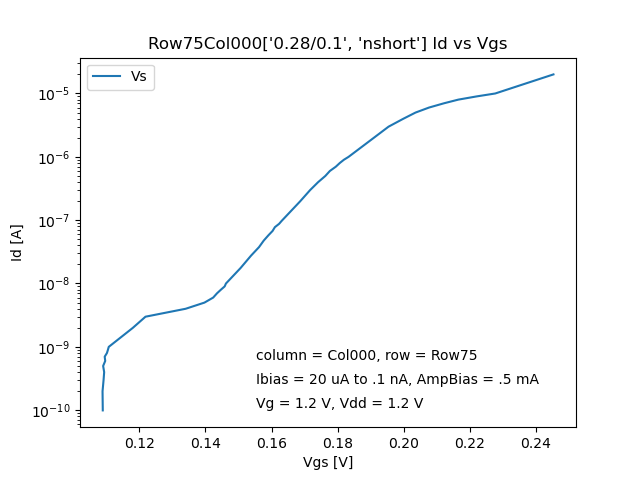 Row75Col000['0.28/0.1', 'nshort'] Id vs Vgs
Vs
10⁻⁵
10⁻⁶
10⁻⁷
10⁻⁸
10⁻⁹
10⁻¹⁰
Id [A]
column = Col000, row = Row75
Ibias = 20 uA to .1 nA, AmpBias = .5 mA
Vg = 1.2 V, Vdd = 1.2 V
0.12 0.14 0.16 0.18 0.20 0.22 0.24
Vgs [V]